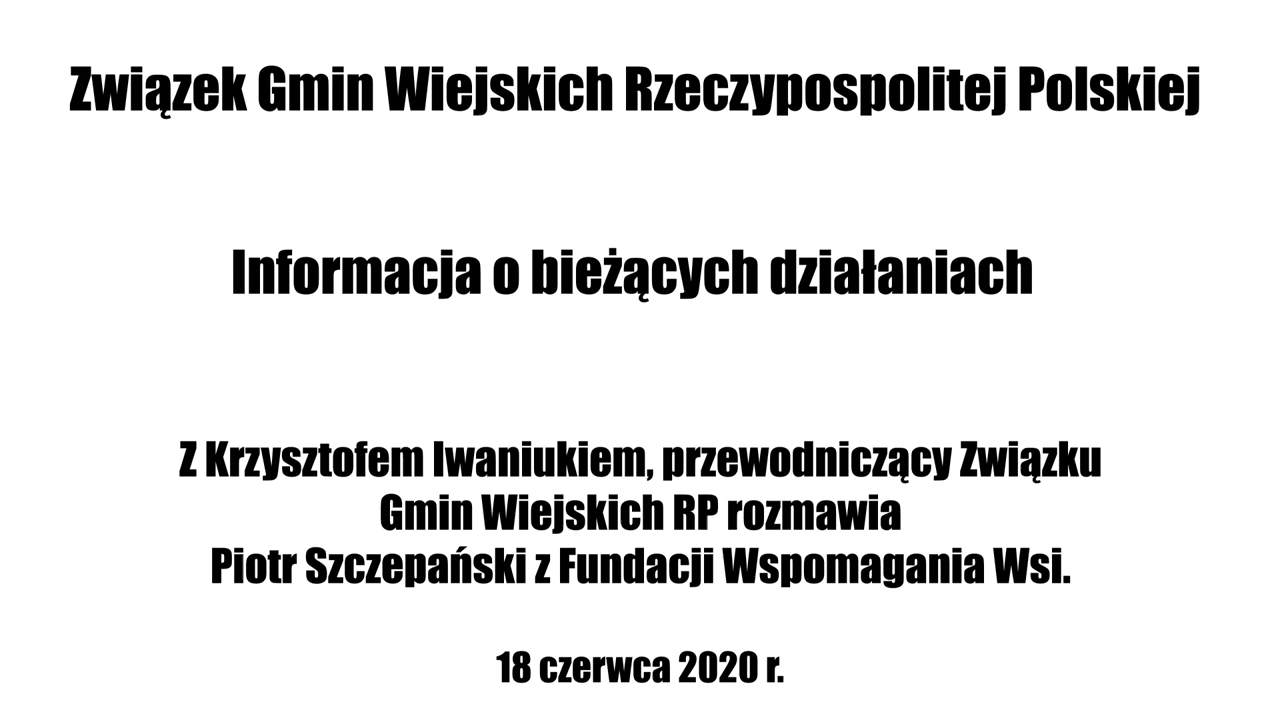 Związek Gmin Wiejskich Rzeczypospolitej Polskiej
Informacja o bieżących działaniach
Z Krzysztofem Iwaniukiem, przewodniczący Związku
Gmin Wiejskich RP rozmawia
Piotr Szczepański z Fundacji Wspomagania Wsi.
18 czerwca 2020 r.